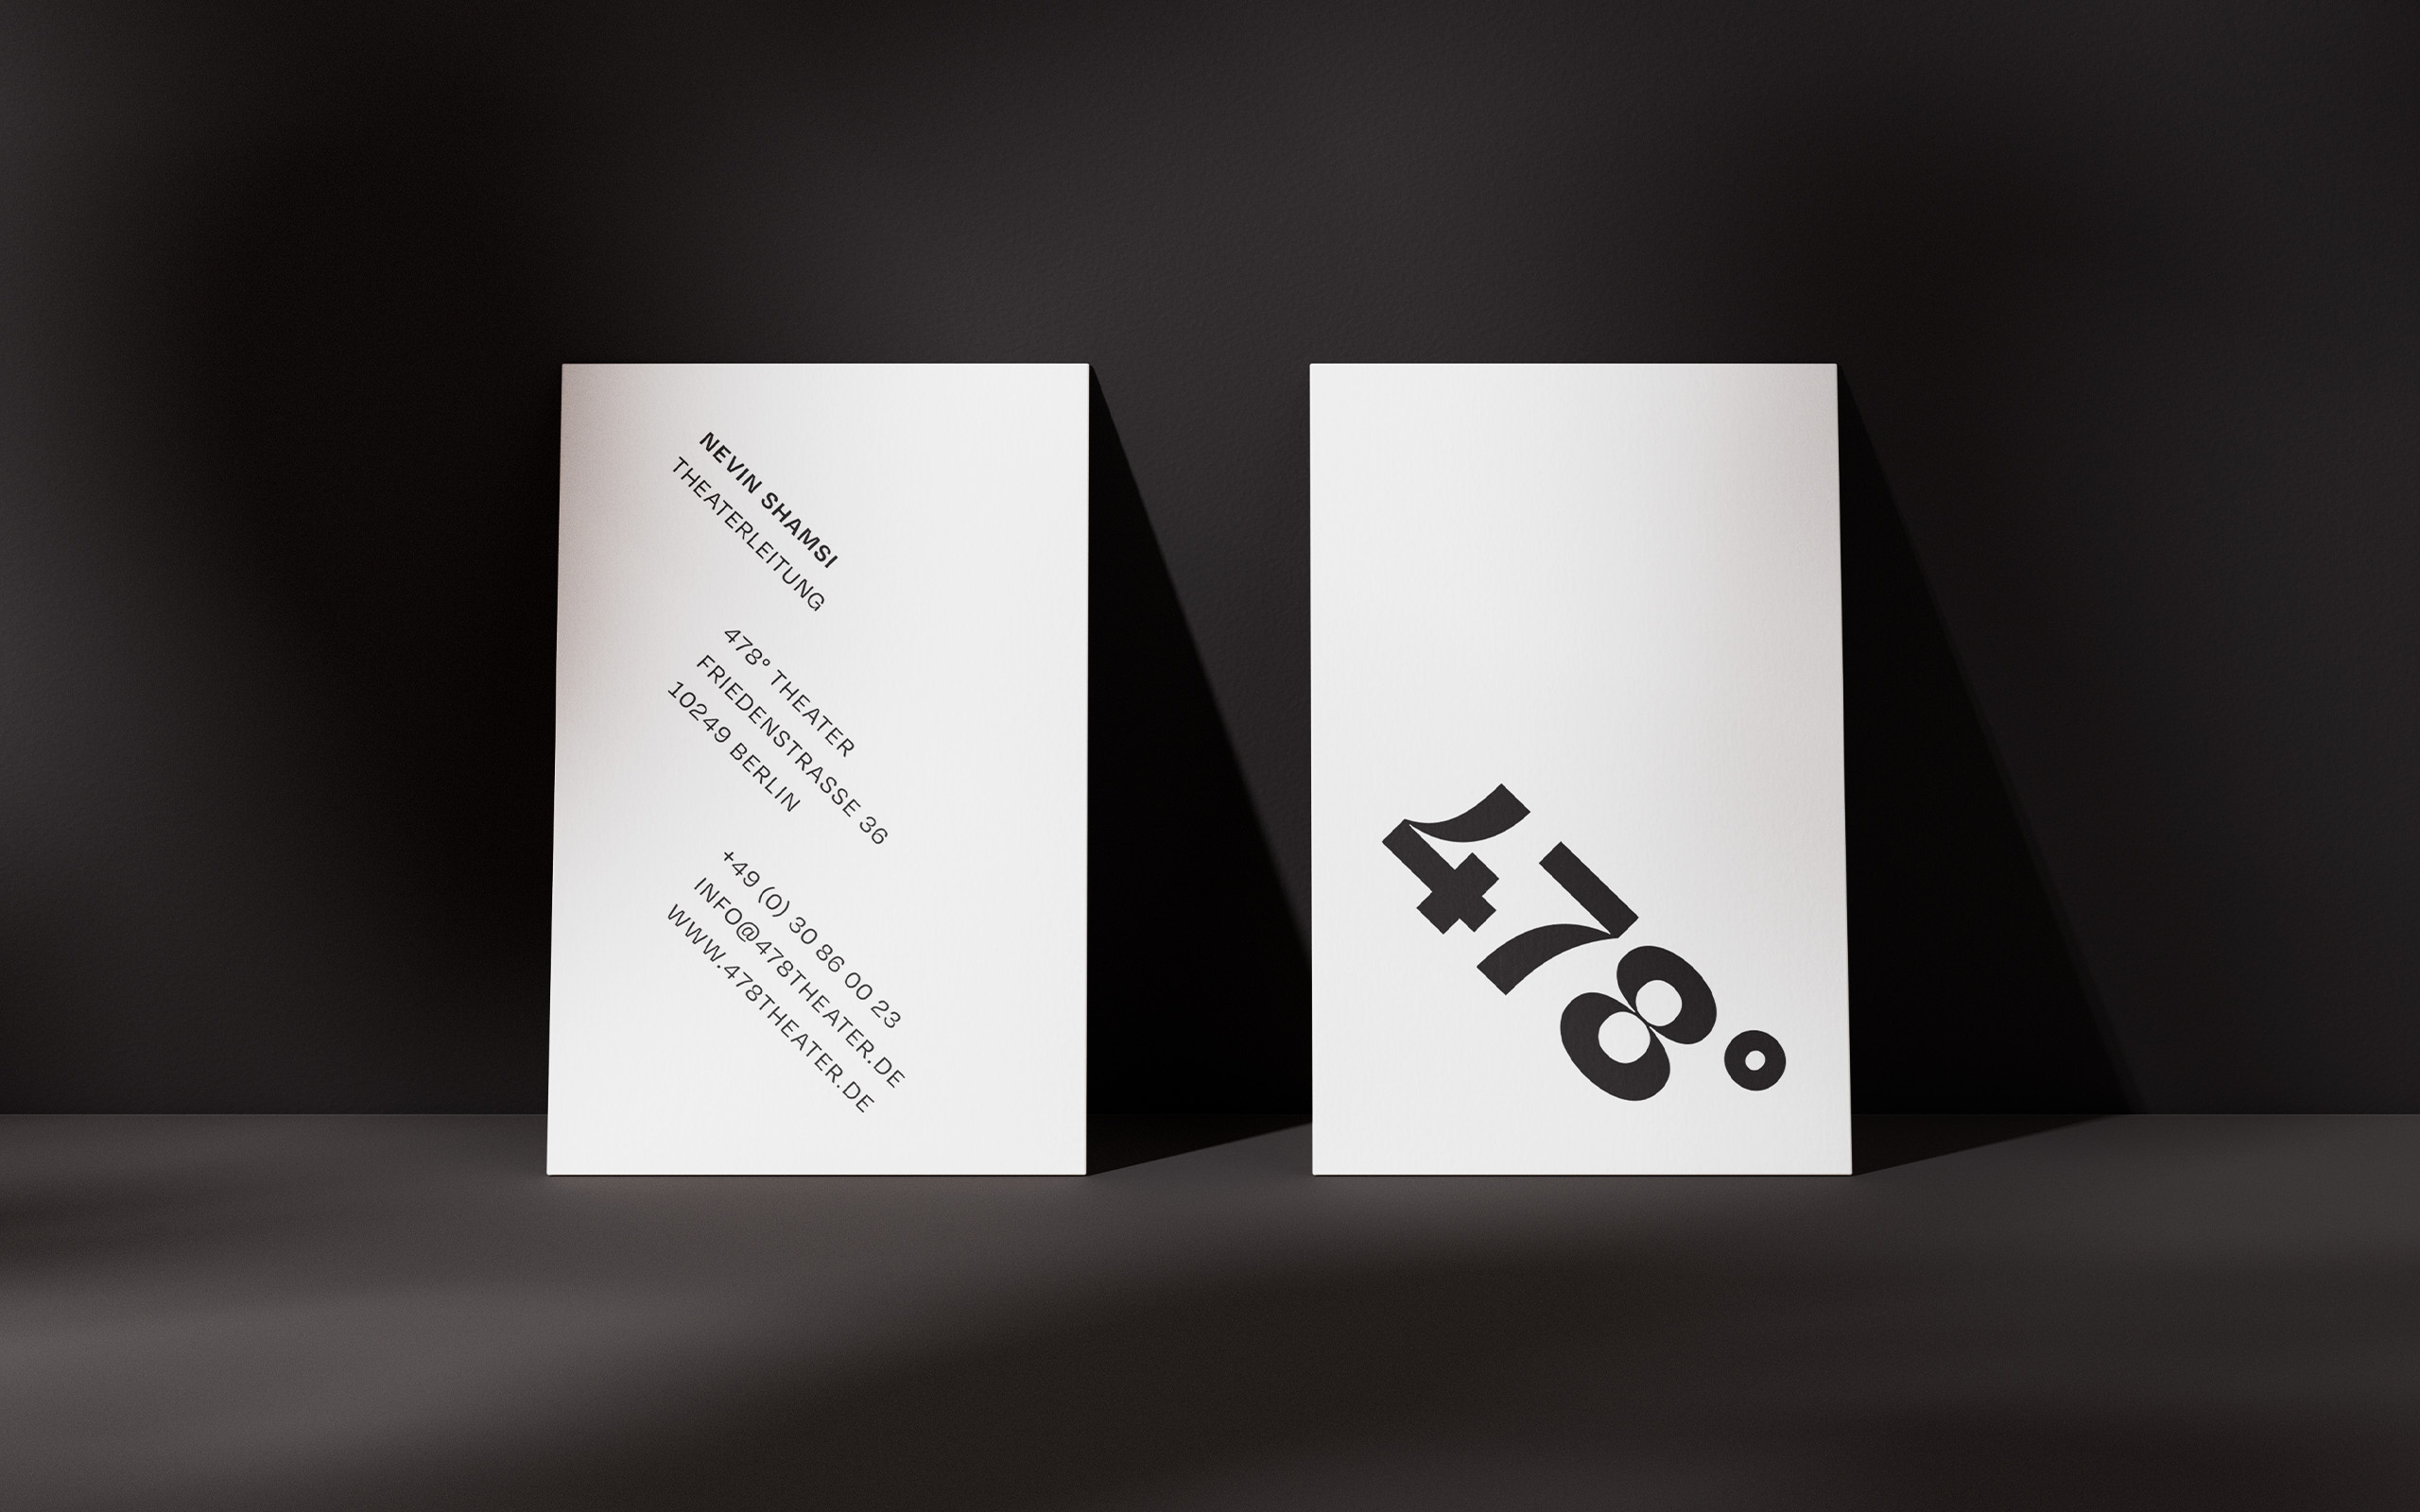 NEVIN SHAMSI
THEATERLEITUNG
478° THEATER
FRIEDENSTRASSE 36
10249 BERLIN
+49 (0) 30 86 00 23
INFO@478THEATER.DE
WWW.478THEATER.DE
478°